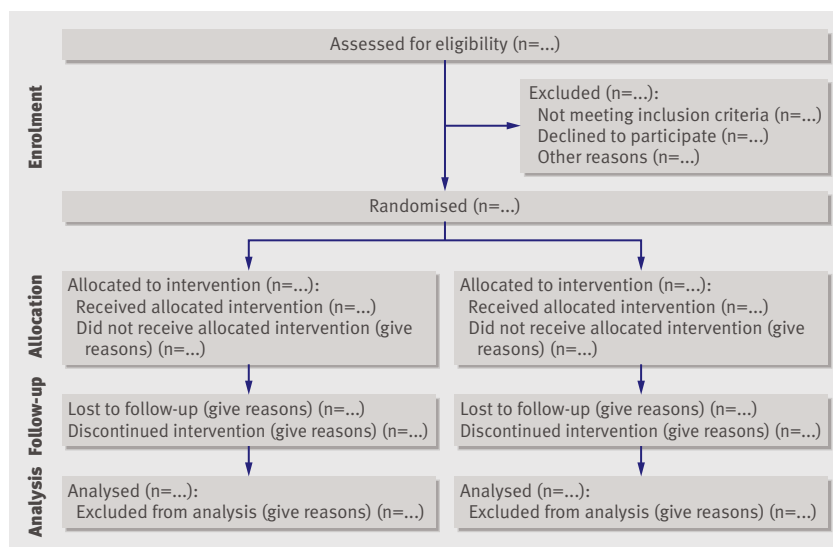 Enrolment
Assessed for eligibility (n=...)
Excluded (n=...):
Not meeting inclusion criteria (n=...)
Declined to participate (n=...)
Other reasons (n=...)
Randomised (n=...)
Allocation
Allocated to intervention (n=...):
Received allocated intervention (n=...)
Did not receive allocated intervention (give
reasons) (n=...)
Allocated to intervention (n=...):
Received allocated intervention (n=...)
Did not receive allocated intervention (give
reasons) (n=...)
Follow-up
Lost to follow-up (give reasons) (n=...)
Discontinued intervention (give reasons) (n=...)
Lost to follow-up (give reasons) (n=...)
Discontinued intervention (give reasons) (n=...)
Analysis
Analysed (n=...):
Excluded from analysis (give reasons) (n=...)
Analysed (n=...):
Excluded from analysis (give reasons) (n=...)